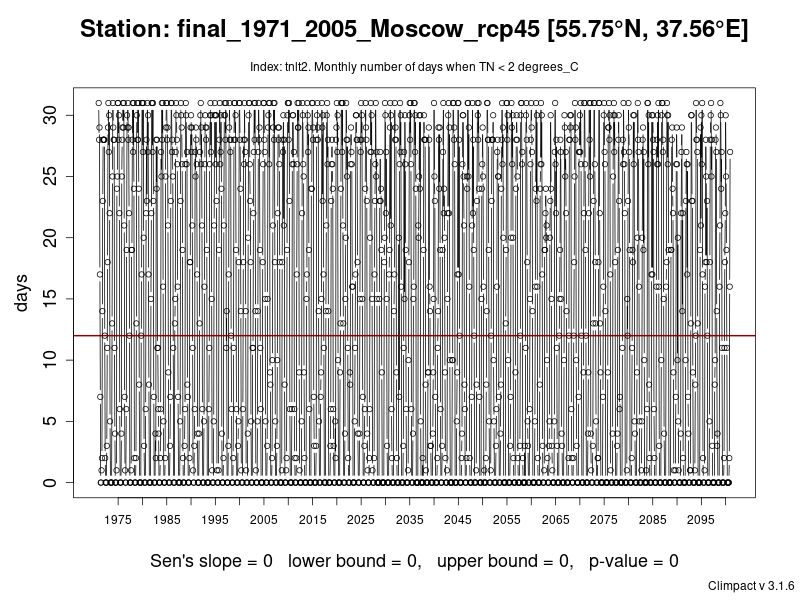 Station: final_1971_2005_Moscow_rcp45 [55.75°N, 37.56°E]
Index: tnlt2. Monthly number of days when TN < 2 degrees_C
days
30
25
20
15
10
5
0
1975 1985 1995 2005 2015 2025 2035 2045 2055 2065 2075 2085 2095
Sen's slope = 0 lower bound = 0, upper bound = 0, p-value = 0
Climpact v 3.1.6